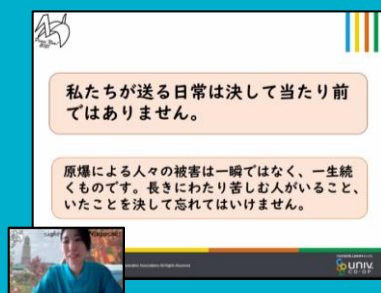 私たちが送る日常は決して当たり前
ではありません。
原爆による人々の被害は一瞬ではなく、一生続
くものです。長きにわたり苦しむ人がいること、
いたことを決して忘れてはいけません。
UNIV.
CO-OP